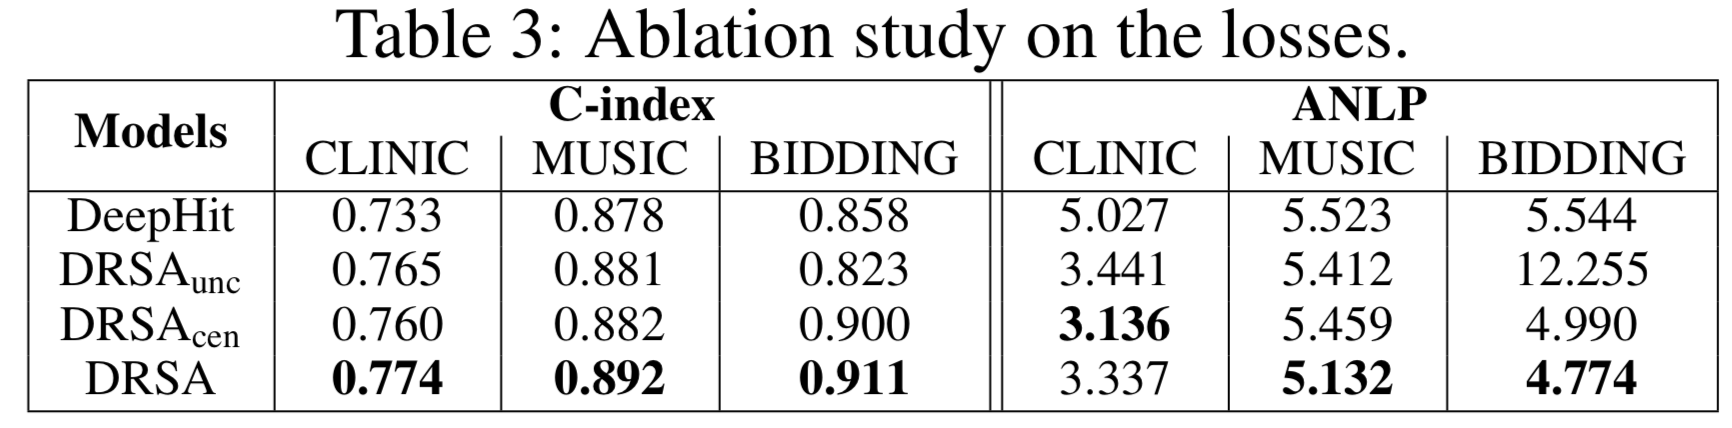 Table 3: Ablation study on the losses.
Models C-index ANLP
CLINIC MUSIC BIDDING CLINIC MUSIC BIDDING
DeepHit 0.733 0.878 0.858 5.027 5.523 5.544
DRSAunc 0.765 0.881 0.823 3.441 5.412 12.255
DRSAcen 0.760 0.882 0.900 3.136 5.459 4.990
DRSA 0.774 0.892 0.911 3.337 5.132 4.774